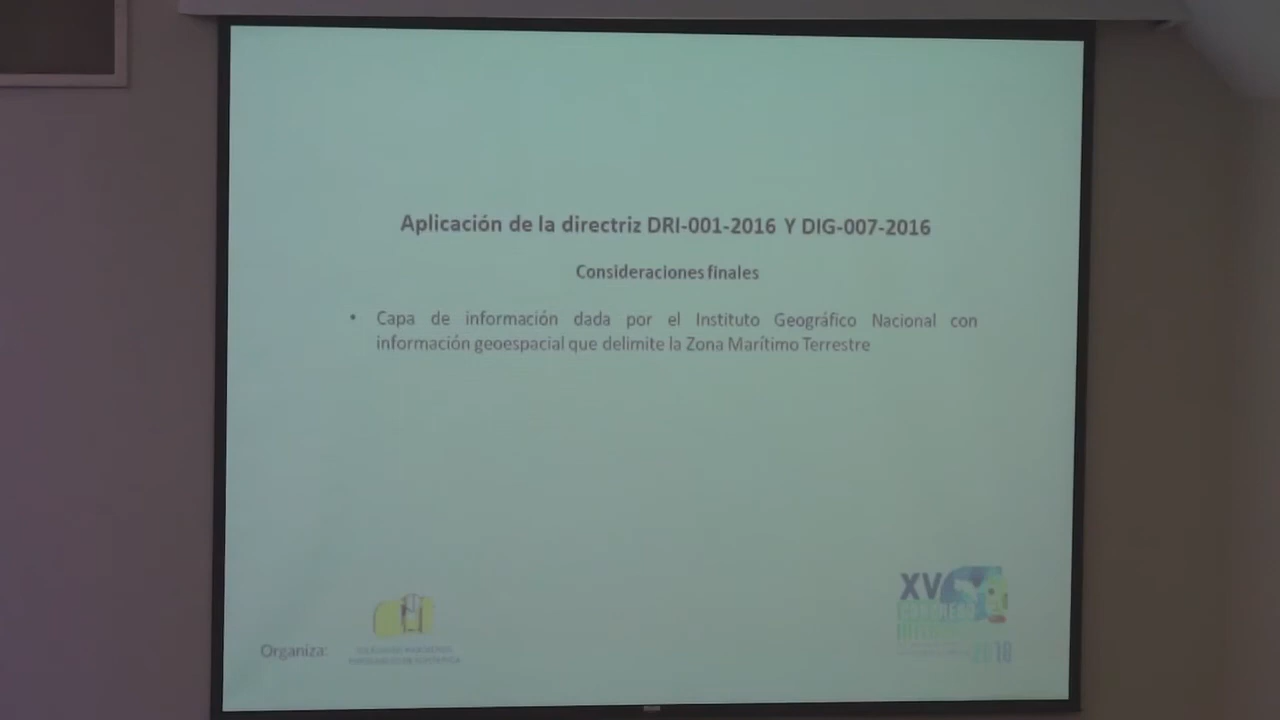 Aplicación de la directriz DRI-001-2016 Y DIG-007-2016
Consideraciones finales
• Capa de información dada por el Instituto Geográfico Nacional con
información geoespacial que delimite la Zona Marítimo Terrestre
Organiza:
XV
2018